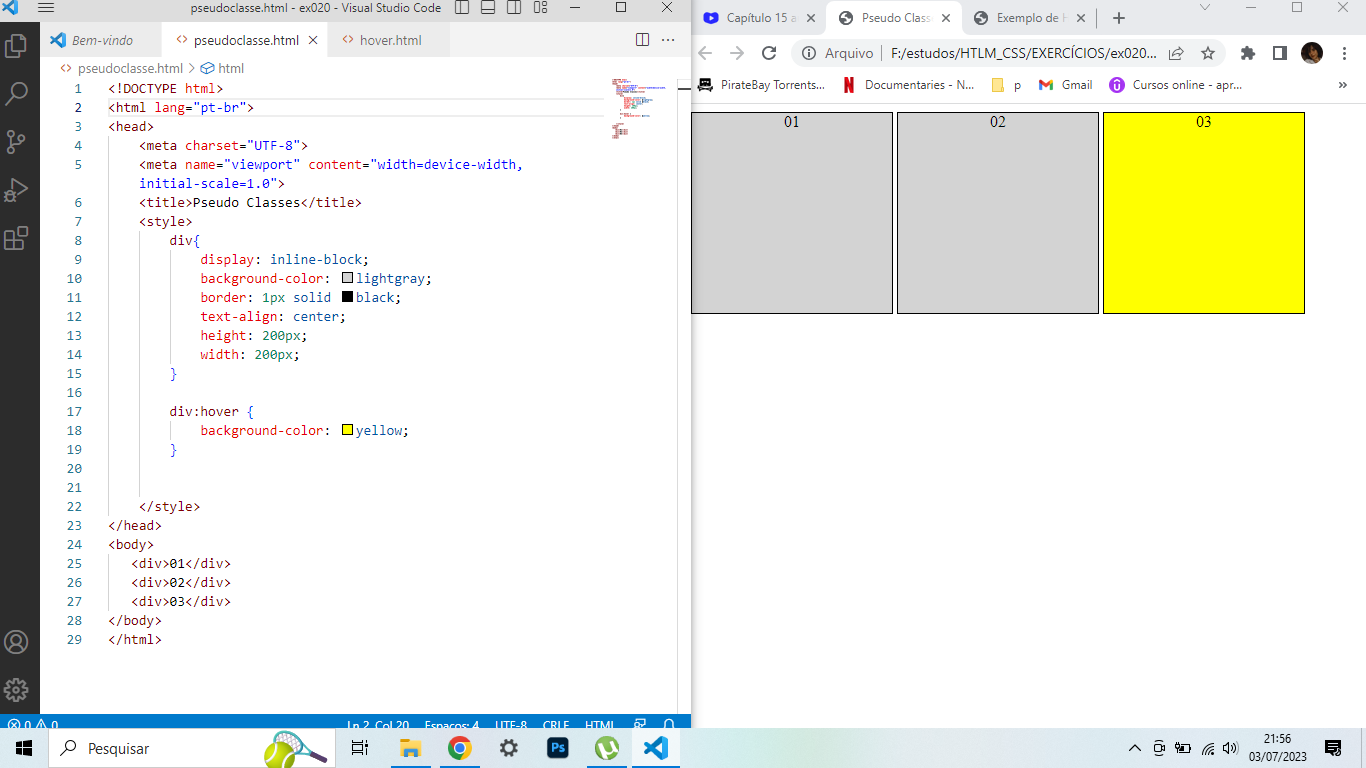 pseudoclasse.html - ex020 - Visual Studio Code
Bem-vindo
pseudoclasse.html
hover.html
pseudoclasse.html > html
1 <!DOCTYPE html>
2 <html lang="pt-br">
3 <head>
4 <meta charset="UTF-8">
5 <meta name="viewport" content="width=device-width,
initial-scale=1.0">
6 <title>Pseudo Classes</title>
7 <style>
8 div{
9 display: inline-block;
10 background-color: lightgray;
11 border: 1px solid black;
12 text-align: center;
13 height: 200px;
14 width: 200px;
15 }
16
17 div:hover {
18 background-color: yellow;
19 }
20
21
22 </style>
23 </head>
24 <body>
25 <div>01</div>
26 <div>02</div>
27 <div>03</div>
28 </body>
29 </html>
0 0
Ln 2, Col 20 Espaços: 4 UTF-8 CRLF HTML
Capítulo 15 a
Pseudo Class
Exemplo de H
Arquivo | F:/estudos/HTLM_CSS/EXERCÍCIOS/ex020...
PirateBay Torrents...
Documentaries - N...
p
Gmail
Cursos online - apr...
»
01 02 03
Pesquisar
Ps
21:56
03/07/2023